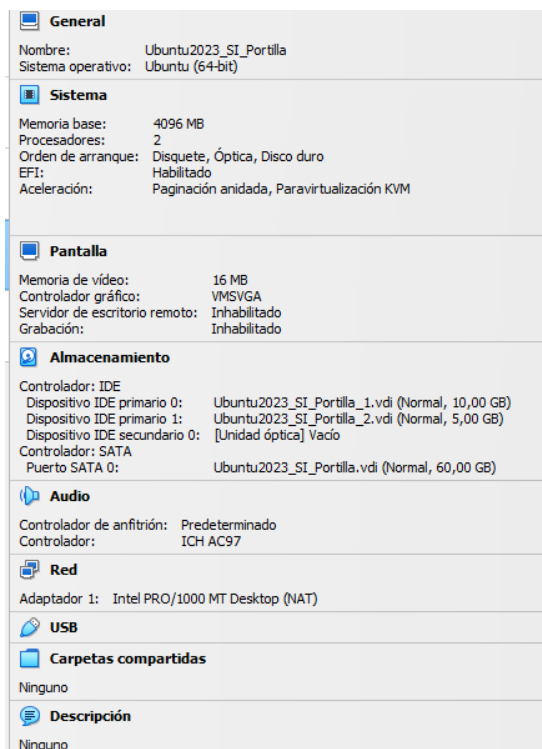 General
Nombre: Ubuntu2023_SI_Portilla
Sistema operativo: Ubuntu (64-bit)
Sistema
Memoria base: 4096 MB
Procesadores: 2
Orden de arranque: Disquete, Óptica, Disco duro
EFI: Habilitado
Aceleración: Paginación anidada, Paravirtualización KVM
Pantalla
Memoria de vídeo: 16 MB
Controlador gráfico: VMSVGA
Servidor de escritorio remoto: Inhabilitado
Grabación: Inhabilitado
Almacenamiento
Controlador: IDE
Dispositivo IDE primario 0: Ubuntu2023_SI_Portilla_1.vdi (Normal, 10,00 GB)
Dispositivo IDE primario 1: Ubuntu2023_SI_Portilla_2.vdi (Normal, 5,00 GB)
Dispositivo IDE secundario 0: [Unidad óptica] Vacío
Controlador: SATA
Puerto SATA 0: Ubuntu2023_SI_Portilla.vdi (Normal, 60,00 GB)
Audio
Controlador de anfitrión: Predeterminado
Controlador: ICH AC97
Red
Adaptador 1: Intel PRO/1000 MT Desktop (NAT)
USB
Carpetas compartidas
Ninguno
Descripción
Ninguno